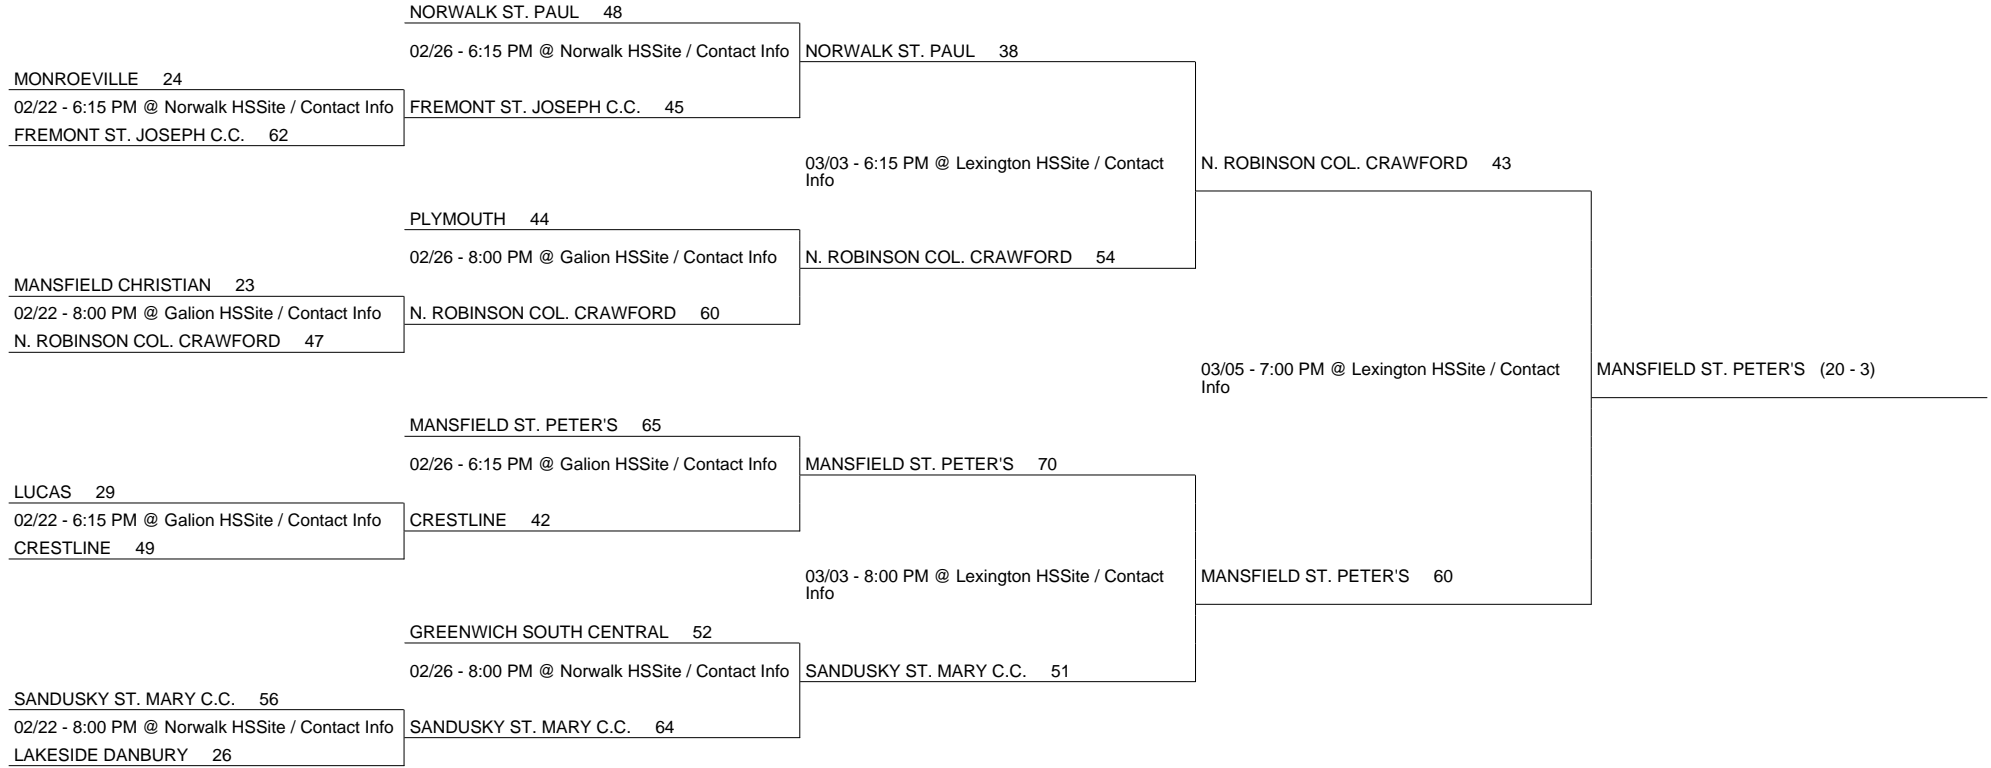 NORWALK ST. PAUL 48
02/26 - 6:15 PM @ Norwalk HSSite / Contact Info
NORWALK ST. PAUL 38
MONROEVILLE 24
02/22 - 6:15 PM @ Norwalk HSSite / Contact Info
FREMONT ST. JOSEPH C.C. 45
FREMONT ST. JOSEPH C.C. 62
03/03 - 6:15 PM @ Lexington HSSite / Contact
Info
N. ROBINSON COL. CRAWFORD 43
PLYMOUTH 44
02/26 - 8:00 PM @ Galion HSSite / Contact Info
N. ROBINSON COL. CRAWFORD 54
MANSFIELD CHRISTIAN 23
02/22 - 8:00 PM @ Galion HSSite / Contact Info
N. ROBINSON COL. CRAWFORD 60
N. ROBINSON COL. CRAWFORD 47
03/05 - 7:00 PM @ Lexington HSSite / Contact
Info
MANSFIELD ST. PETER'S (20 - 3)
MANSFIELD ST. PETER'S 65
02/26 - 6:15 PM @ Galion HSSite / Contact Info
MANSFIELD ST. PETER'S 70
LUCAS 29
02/22 - 6:15 PM @ Galion HSSite / Contact Info
CRESTLINE 42
CRESTLINE 49
03/03 - 8:00 PM @ Lexington HSSite / Contact
Info
MANSFIELD ST. PETER'S 60
GREENWICH SOUTH CENTRAL 52
02/26 - 8:00 PM @ Norwalk HSSite / Contact Info
SANDUSKY ST. MARY C.C. 51
SANDUSKY ST. MARY C.C. 56
02/22 - 8:00 PM @ Norwalk HSSite / Contact Info
SANDUSKY ST. MARY C.C. 64
LAKESIDE DANBURY 26